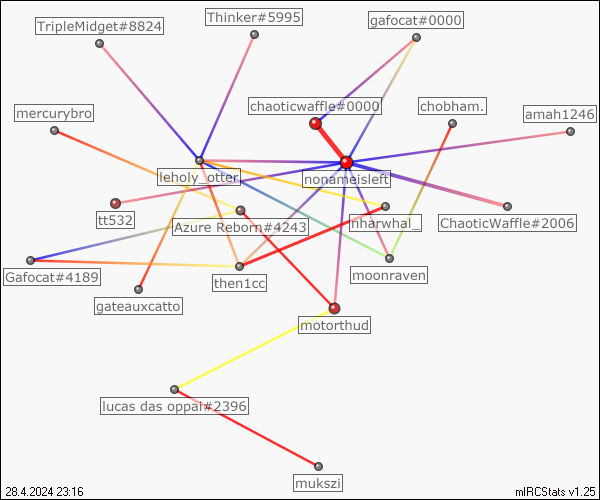 Thinker#5995
gafocat#0000
TripleMidget#8824
chaoticwaffle#0000
chobham.
mercurybro
amah1246
leholy_otter
nonameisleft
tt532
Azure Reborn#4243
nharwhal_
ChaoticWaffle#2006
Gafocat#4189
then1cc
moonraven
gateauxcatto
motorthud
lucas das oppai#2396
mukszi
28.4.2024 23:16
mIRCStats v1.25